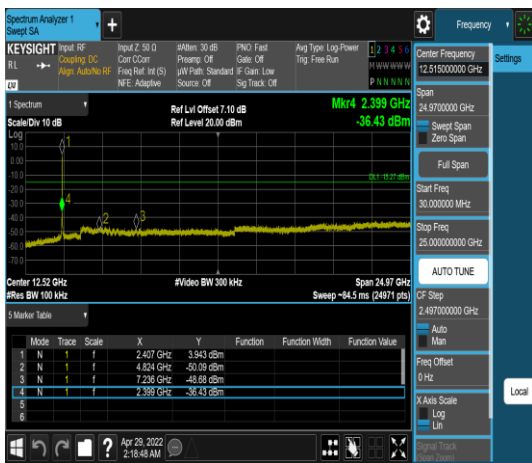 Spectrum Analyzer 1
Swept SA
Frequency
KEYSIGHT
RL
LXI
Input: RF
Coupling: DC
Align: Auto/No RF
Input Z: 50 Ω
Corr CCorr
Freq Ref: Int (S)
NFE: Adaptive
#Atten: 30 dB
Preamp: Off
µW Path: Standard
Source: Off
PNO: Fast
Gate: Off
IF Gain: Low
Sig Track: Off
Avg Type: Log-Power
Trig: Free Run
1 2 3 4 5 6
M W W W W W
P N N N N N
1 Spectrum
Scale/Div 10 dB
Ref Lvl Offset 7.10 dB
Ref Level 20.00 dBm
Mkr4 2.399 GHz
-36.43 dBm
Log
10.0
0.00
-10.0
-20.0
-30.0
-40.0
-50.0
-60.0
-70.0
1
4
2
3
Center 12.52 GHz
#Res BW 100 kHz
#Video BW 300 kHz
Span 24.97 GHz
Sweep ~84.5 ms (24971 pts)
5 Marker Table
Mode Trace Scale X Y Function Function Width Function Value
1 N 1 f 2.407 GHz 3.943 dBm
2 N 1 f 4.824 GHz -50.09 dBm
3 N 1 f 7.236 GHz -48.68 dBm
4 N 1 f 2.399 GHz -36.43 dBm
5
6
Apr 29, 2022
2:18:48 AM
Center Frequency
12.515000000 GHz
Settings
Span
24.9700000 GHz
Swept Span
Zero Span
Full Span
Start Freq
30.000000 MHz
Stop Freq
25.000000000 GHz
AUTO TUNE
CF Step
2.497000000 GHz
Auto
Man
Freq Offset
0 Hz
X Axis Scale
Log
Lin
Signal Track
(Span Zoom)
Local